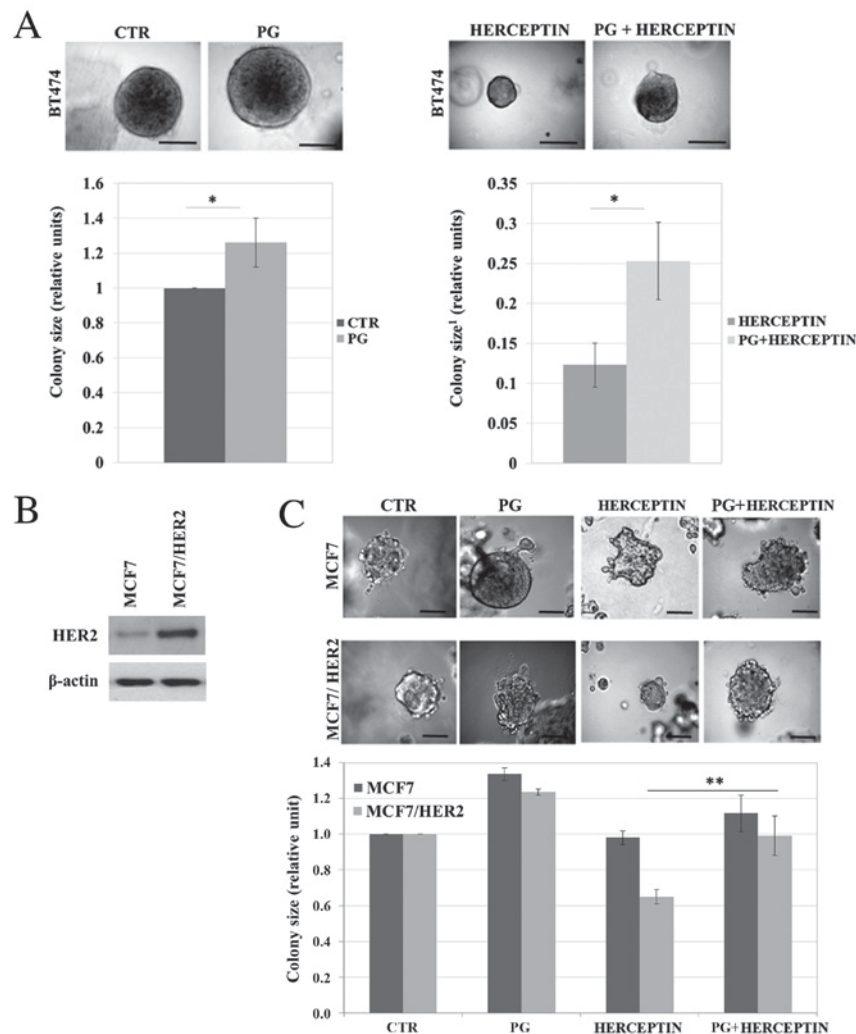 A
CTR
PG
HERCEPTIN
PG + HERCEPTIN
BT474
BT474
Colony size (relative units)
1.6
1.4
1.2
1
0.8
0.6
0.4
0.2
0
*
CTR
PG
Colony size¹ (relative units)
0.35
0.3
0.25
0.2
0.15
0.1
0.05
0
*
HERCEPTIN
PG+HERCEPTIN
B
MCF7
MCF7/HER2
HER2
β-actin
C
CTR
PG
HERCEPTIN
PG+HERCEPTIN
MCF7
MCF7/ HER2
Colony size (relative unit)
1.4
1.2
1.0
0.8
0.6
0.4
0.2
0.0
MCF7
MCF7/HER2
**
CTR
PG
HERCEPTIN
PG+HERCEPTIN